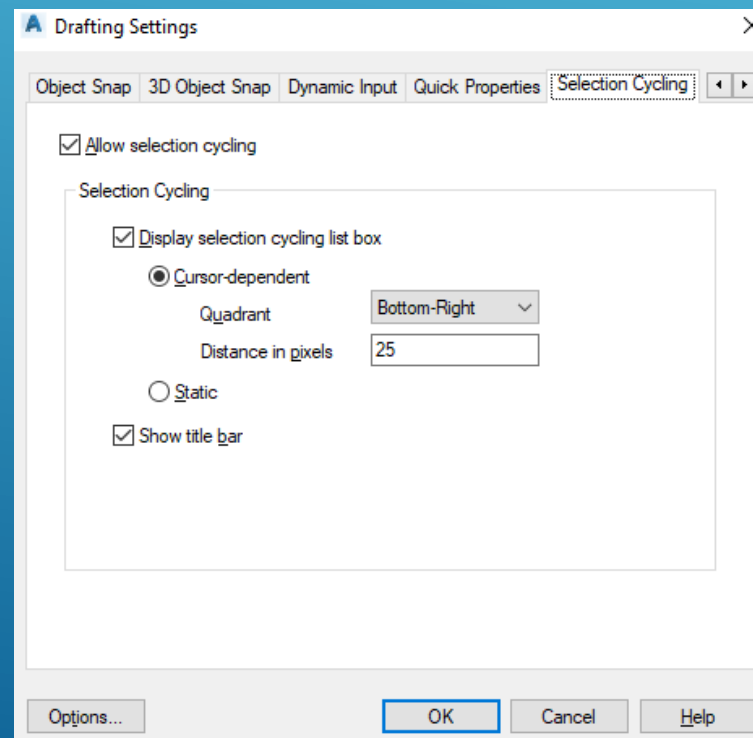 Drafting Settings
Object Snap 3D Object Snap Dynamic Input Quick Properties Selection Cycling
Allow selection cycling
Selection Cycling
Display selection cycling list box
Cursor-dependent
Quadrant Bottom-Right
Distance in pixels 25
Static
Show title bar
Options... OK Cancel Help